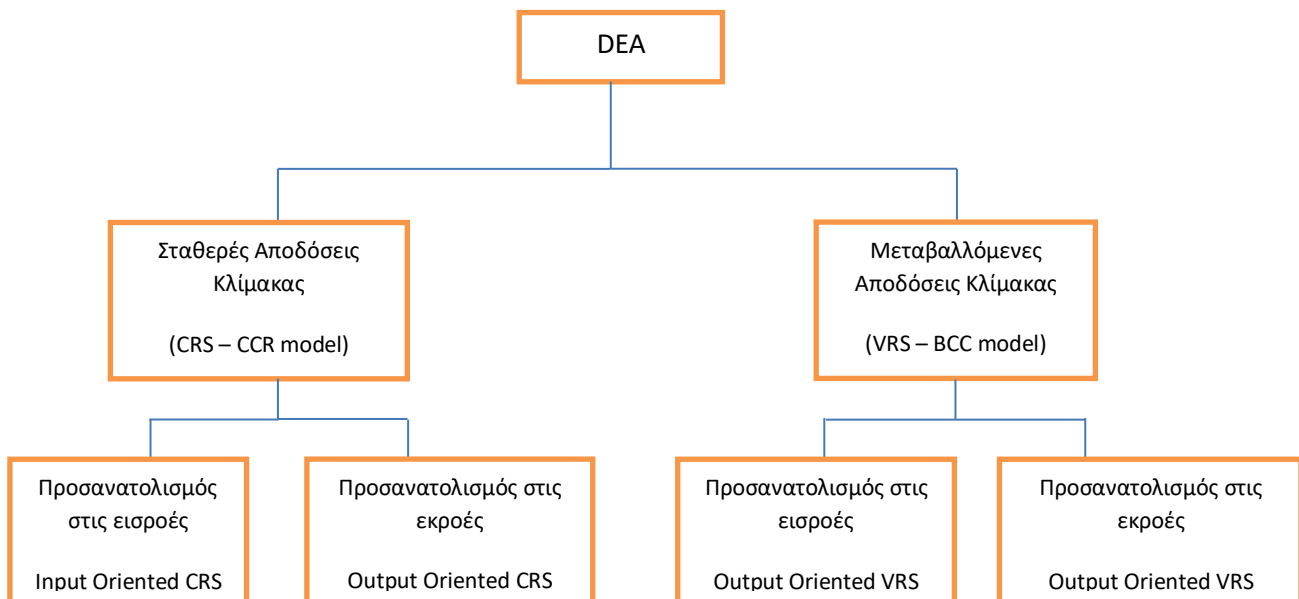 DEA
Σταθερές Αποδόσεις
Κλίμακας
(CRS – CCR model)
Μεταβαλλόμενες
Αποδόσεις Κλίμακας
(VRS – BCC model)
Προσανατολισμός
στις εισροές
Input Oriented CRS
Προσανατολισμός στις
εκροές
Output Oriented CRS
Προσανατολισμός στις
εισροές
Output Oriented VRS
Προσανατολισμός στις
εκροές
Output Oriented VRS